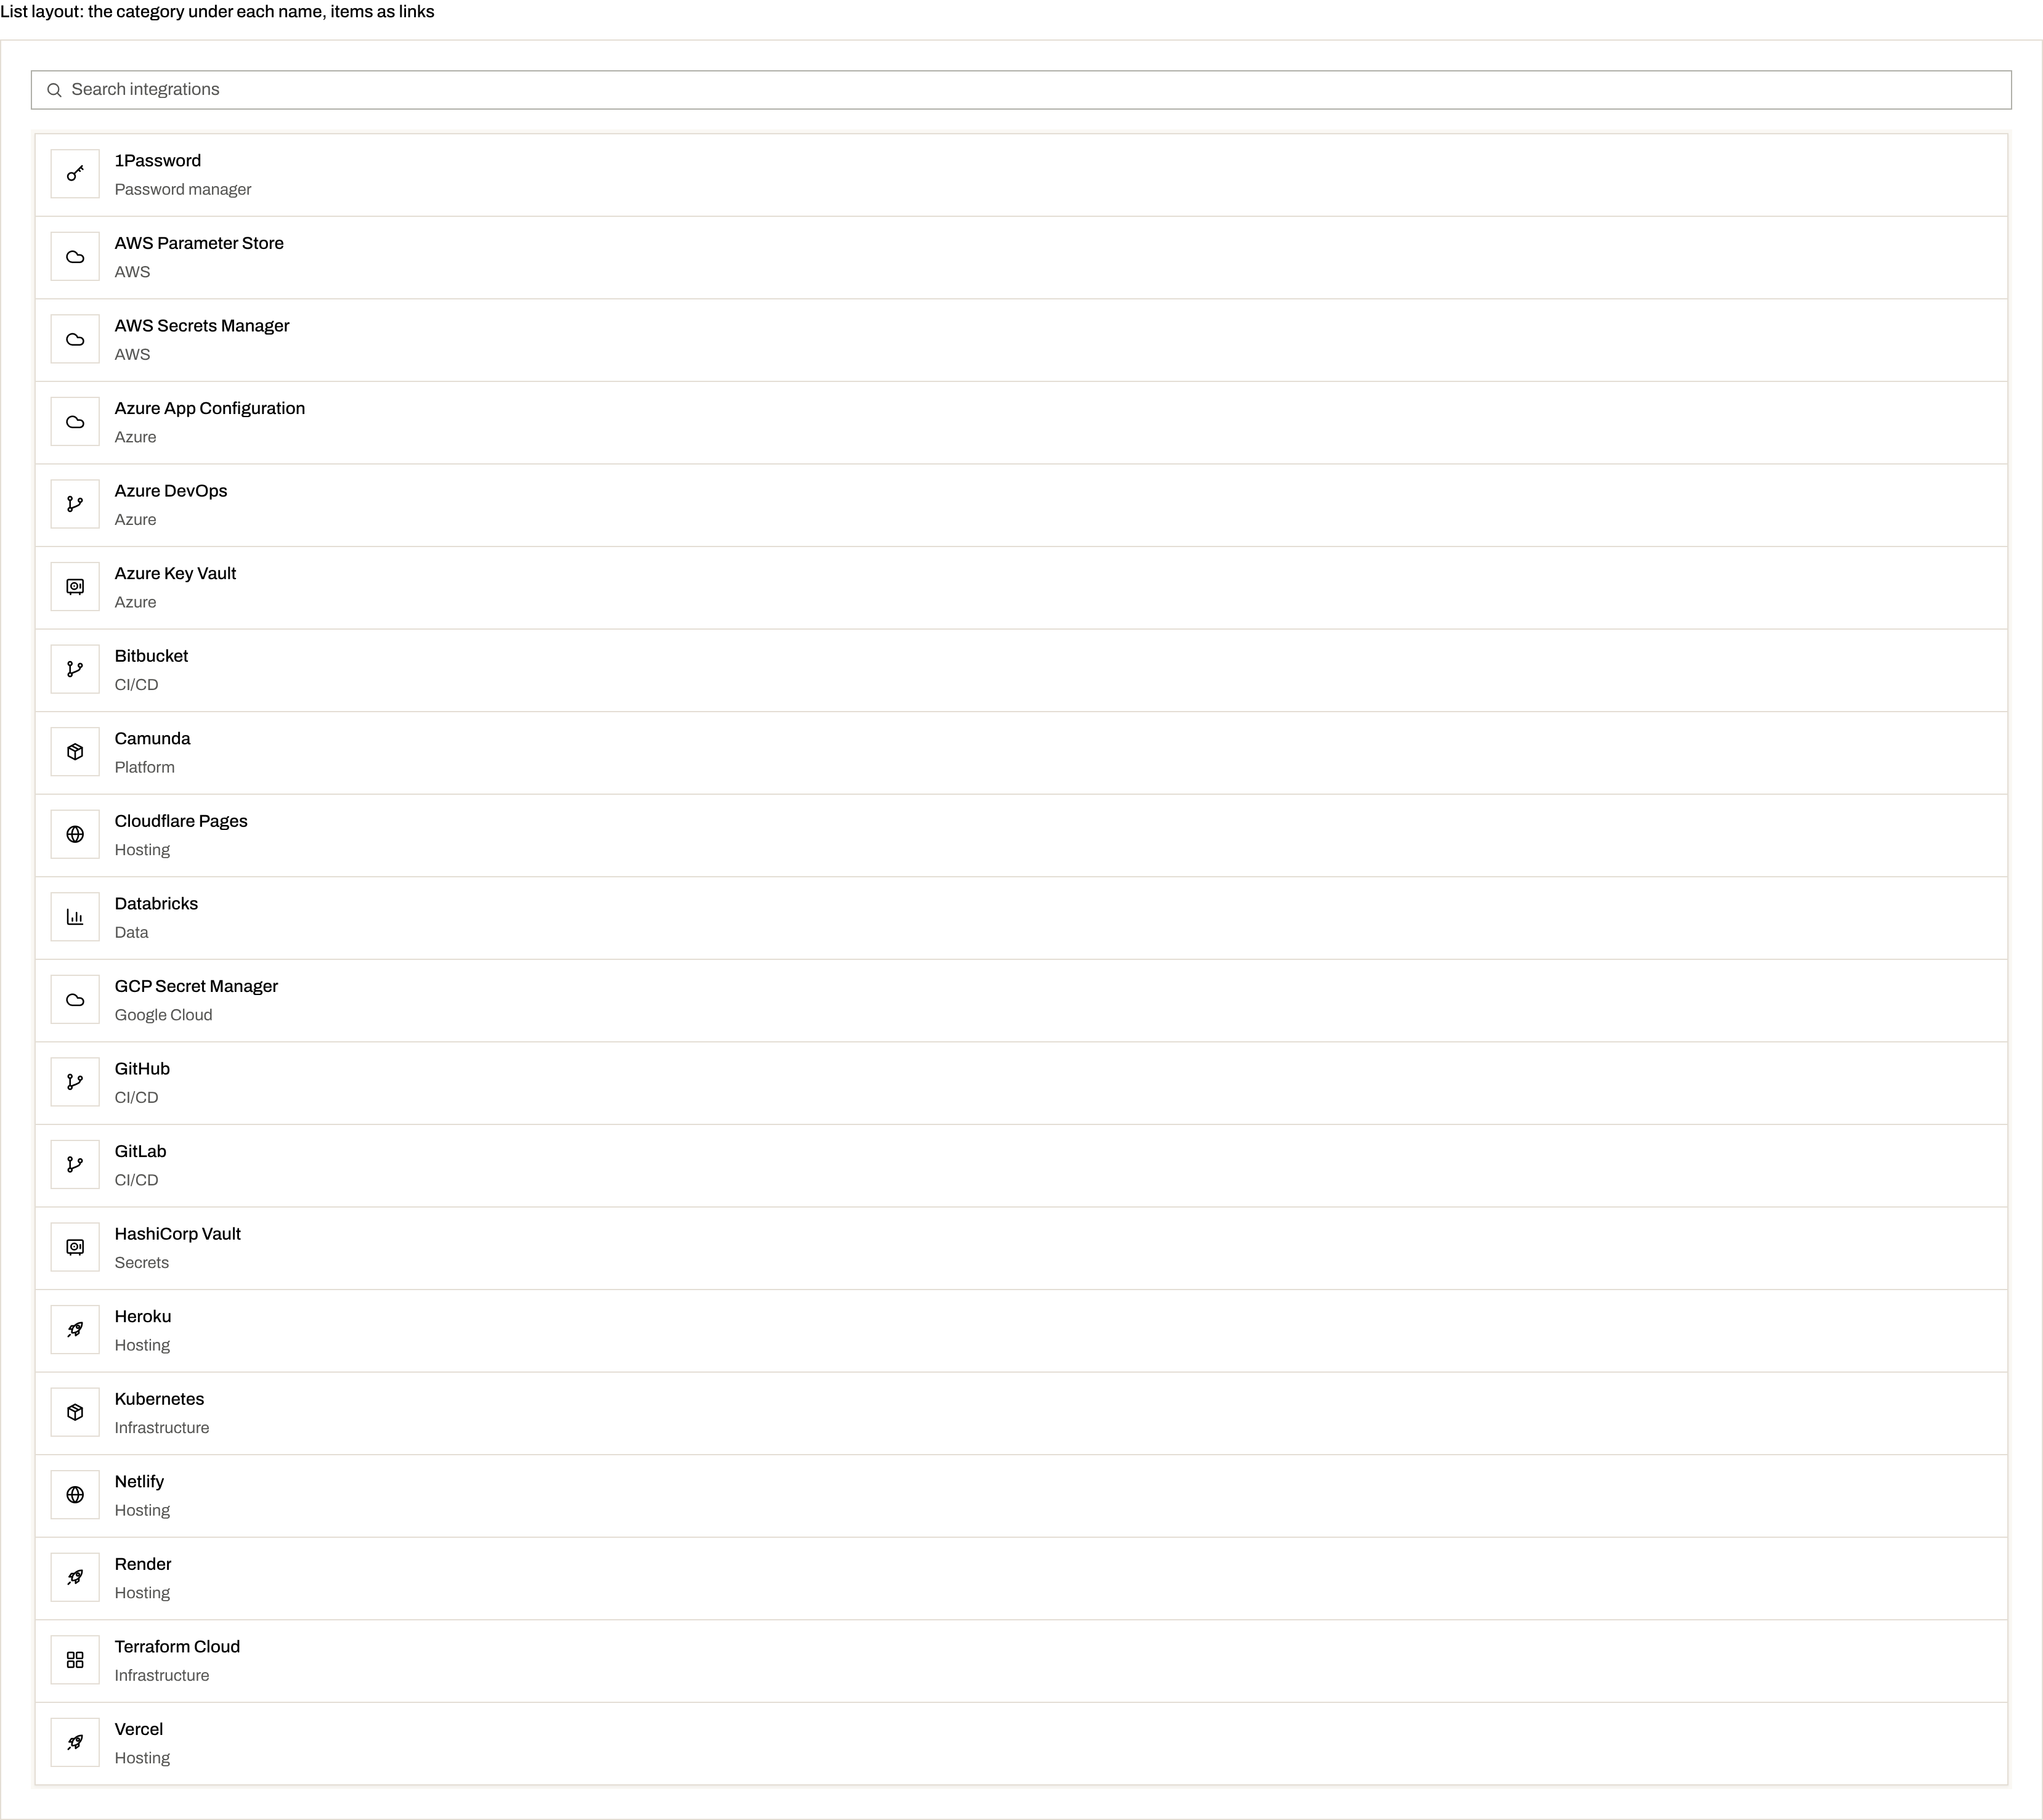 List layout: the category under each name, items as links
Search integrations
1Password
Password manager
AWS Parameter Store
AWS
AWS Secrets Manager
AWS
Azure App Configuration
Azure
Azure DevOps
Azure
Azure Key Vault
Azure
Bitbucket
CI/CD
Camunda
Platform
Cloudflare Pages
Hosting
Databricks
Data
GCP Secret Manager
Google Cloud
GitHub
CI/CD
GitLab
CI/CD
HashiCorp Vault
Secrets
Heroku
Hosting
Kubernetes
Infrastructure
Netlify
Hosting
Render
Hosting
Terraform Cloud
Infrastructure
Vercel
Hosting